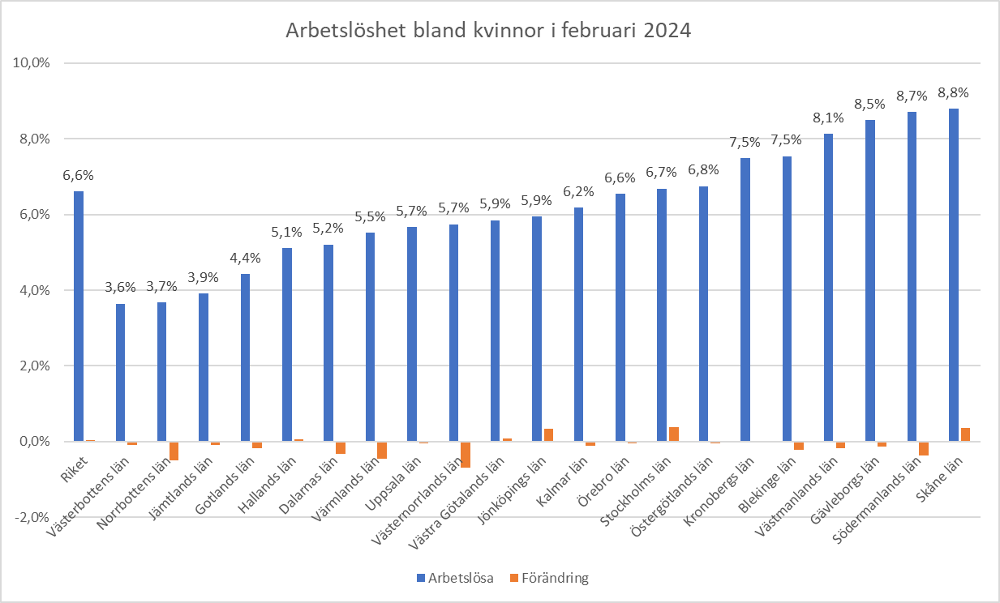 Arbetslöshet bland kvinnor i februari 2024
10,0%
8,0%
6,0%
4,0%
2,0%
0,0%
-2,0%
6,6%
3,6%
3,7%
3,9%
4,4%
5,1%
5,2%
5,5%
5,7%
5,7%
5,9%
5,9%
6,2%
6,6%
6,7%
6,8%
7,5%
7,5%
8,1%
8,5%
8,7%
8,8%
Riket
Västerbottens län
Norrbottens län
Jämtlands län
Gotlands län
Hallands län
Dalarnas län
Värmlands län
Uppsala län
Västernorrlands län
Västra Götalands län
Jönköpings län
Kalmar län
Örebro län
Stockholms län
Östergötlands län
Kronobergs län
Blekinge län
Västmanlands län
Gävleborgs län
Södermanlands län
Skåne län
Arbetslösa
Förändring